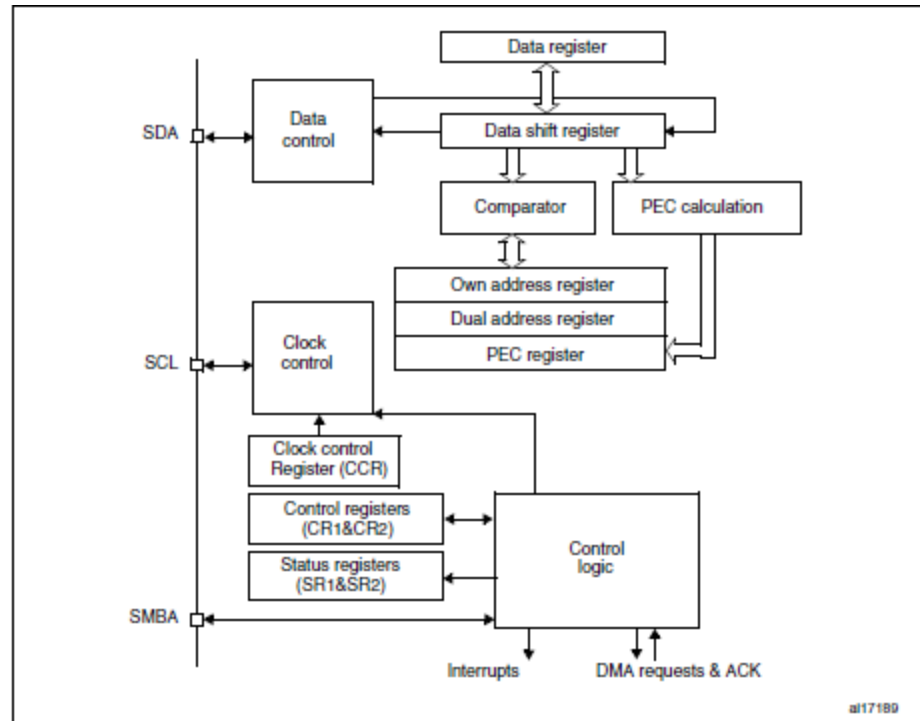 Data register
SDA
Data
control
Data shift register
Comparator
PEC calculation
Own address register
Dual address register
PEC register
SCL
Clock
control
Clock control
Register (CCR)
Control registers
(CR1&CR2)
Status registers
(SR1&SR2)
Control
logic
SMBA
Interrupts
DMA requests & ACK
ai17189